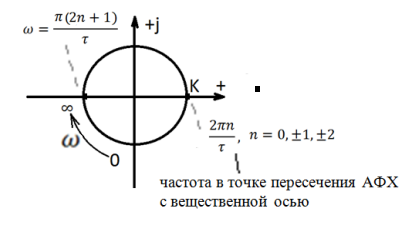 ω = π(2n + 1)/τ
+j
K +
∞
2πn/τ, n = 0, ±1, ±2
ω
0
частота в точке пересечения АФХ
с вещественной осью